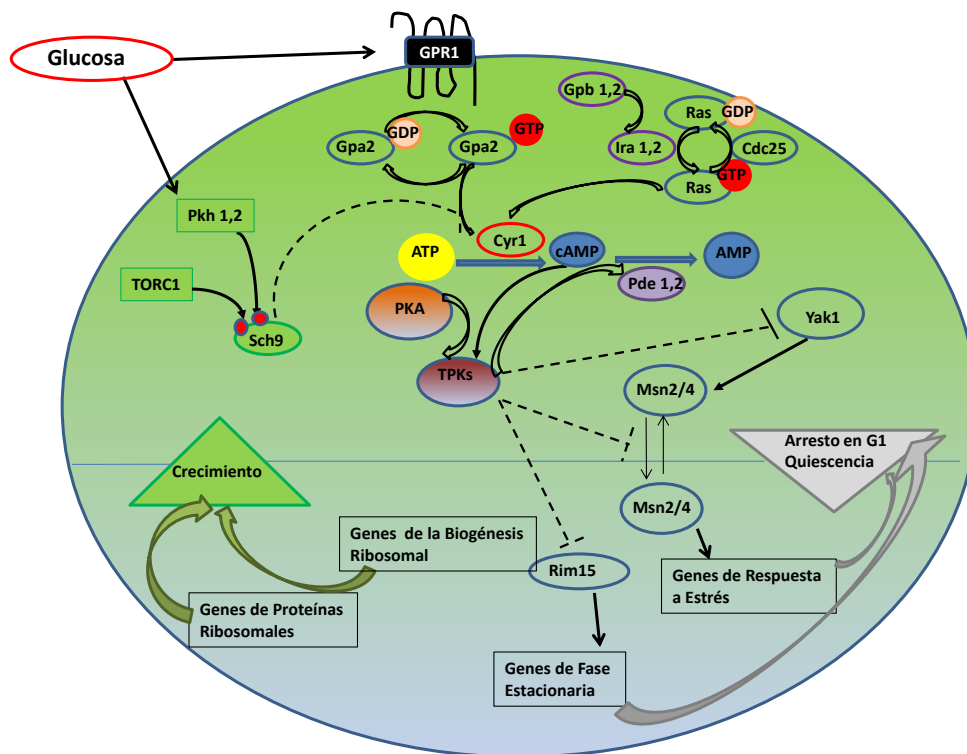 Glucosa
GPR1
Gpb 1,2
Ras
GDP
Gpa2
GDP
Gpa2
GTP
Ira 1,2
Cdc25
Ras
GTP
Pkh 1,2
Cyr1
ATP
cAMP
AMP
Pde 1,2
TORC1
PKA
Sch9
Yak1
TPKs
Msn2/4
Arresto en G1
Quiescencia
Crecimiento
Msn2/4
Genes de la Biogénesis
Ribosomal
Rim15
Genes de Respuesta
a Estrés
Genes de Proteínas
Ribosomales
Genes de Fase
Estacionaria